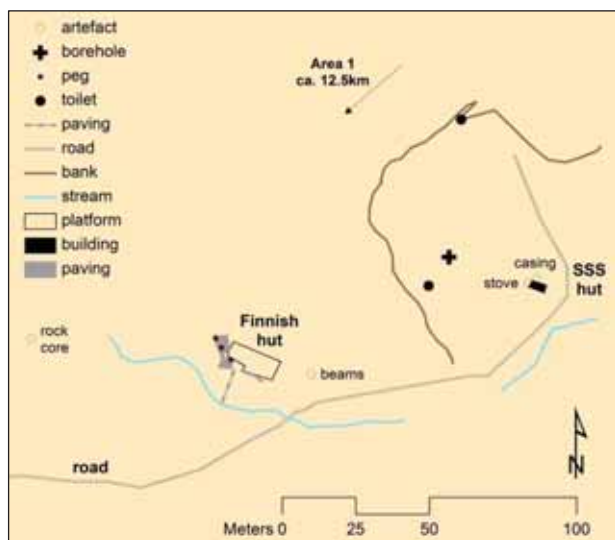 artefact
borehole
peg
toilet
paving
road
bank
stream
platform
building
paving
Area 1
ca. 12.5km
casing
stove
SSS
hut
Finnish
hut
rock
core
beams
road
N
Meters 0 25 50 100